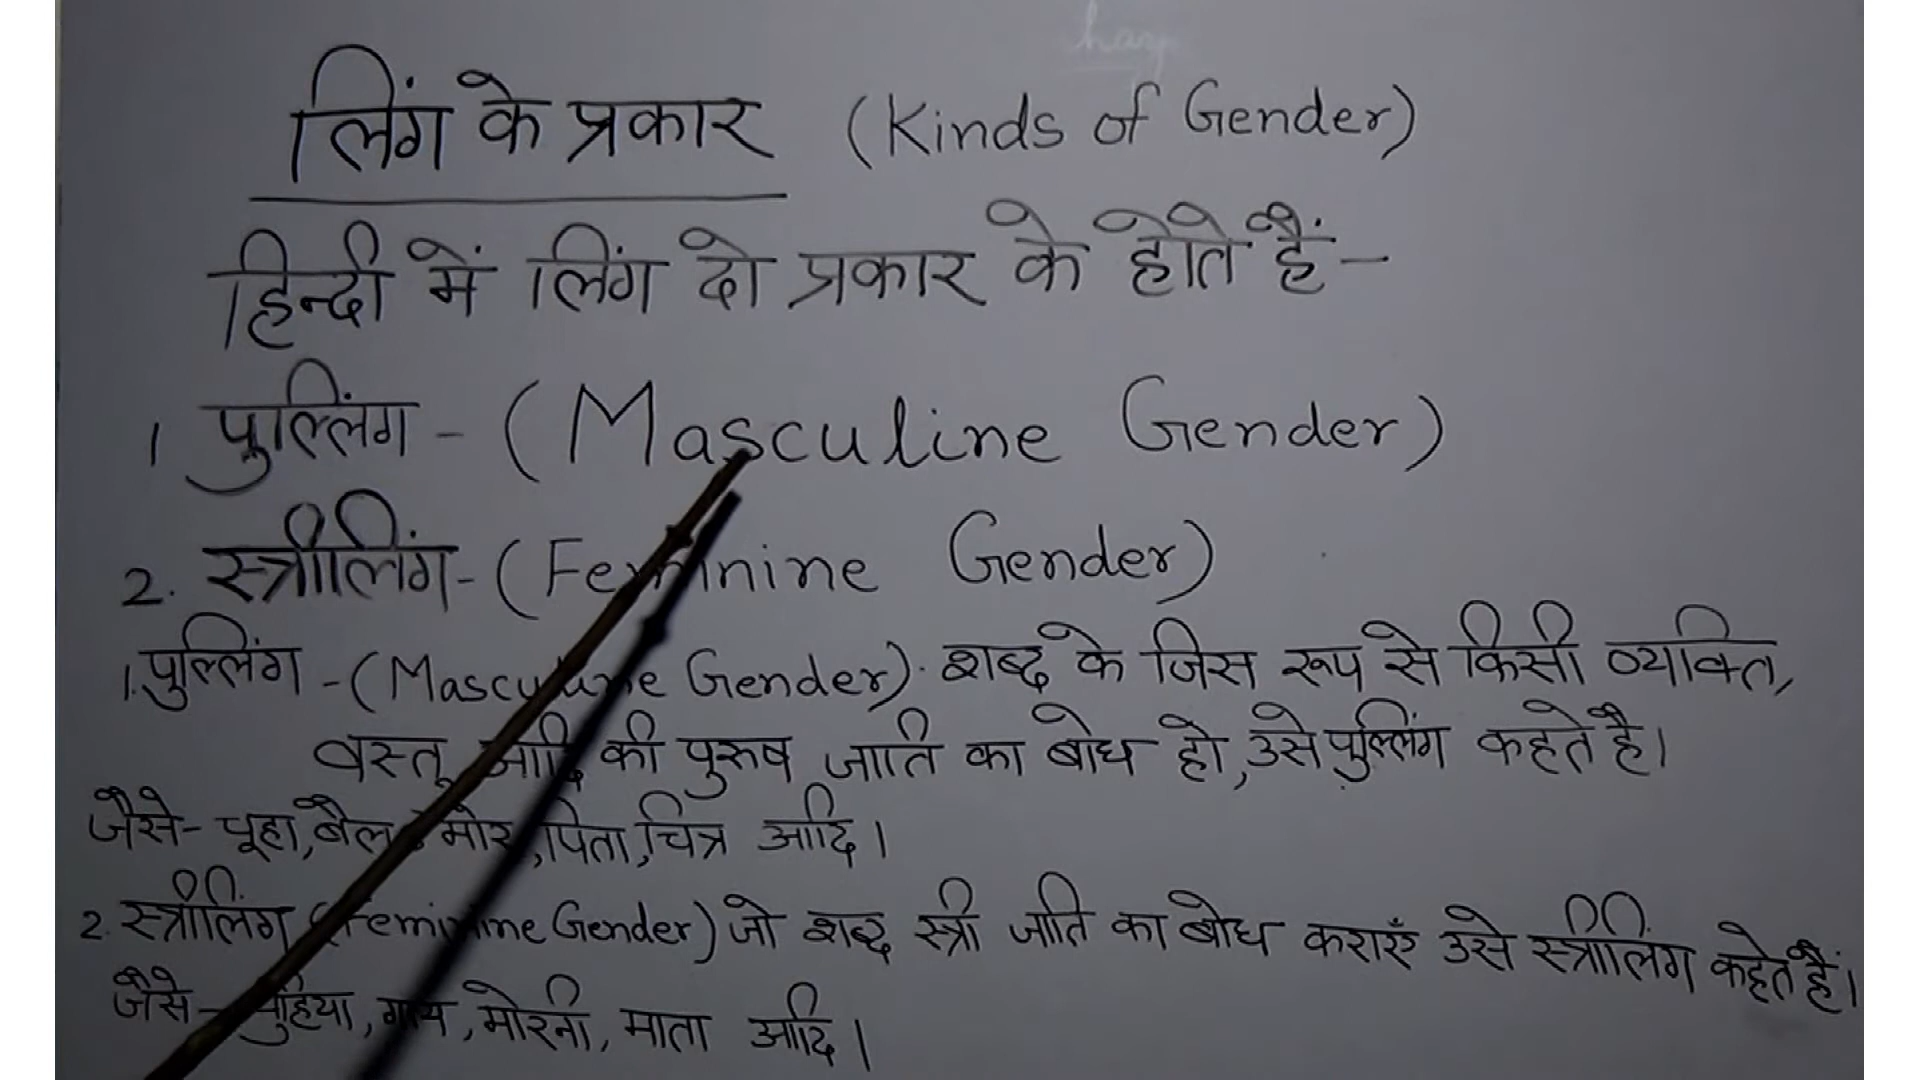 लिंग के प्रकार (Kinds of Gender)
हिन्दी में लिंग दो प्रकार के होते हैं-
1 पुल्लिंग - (Masculine Gender)
2. स्त्रीलिंग - (Feminine Gender)
1. पुल्लिंग - (Masculine Gender). शब्द के जिस रूप से किसी व्यक्ति,
वस्तु आदि की पुरुष जाति का बोध हो, उसे पुल्लिंग कहते है।
जैसे- चूहा, बैल, मोर, पिता, चित्र आदि।
2. स्त्रीलिंग (Feminine Gender) जो शब्द स्त्री जाति का बोध कराएँ उसे स्त्रीलिंग कहते हैं।
जैसे- चुहिया, गाय, मोरनी, माता आदि।